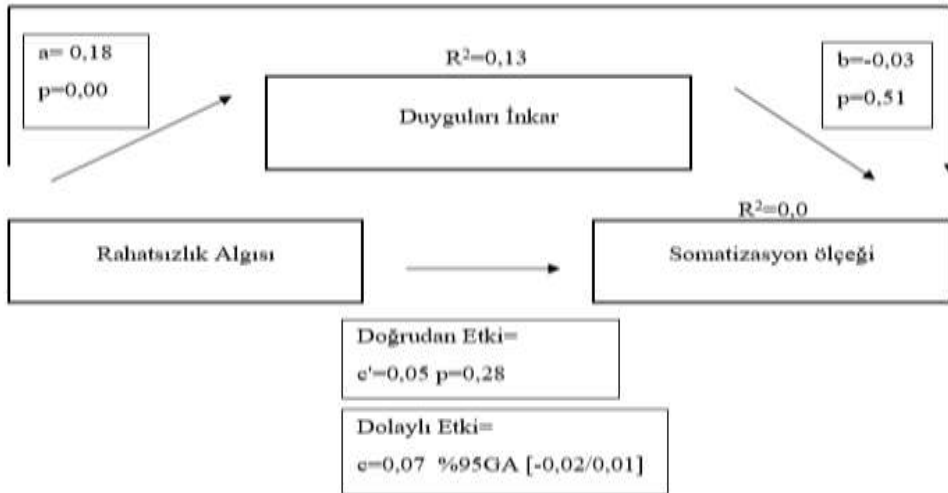 a= 0,18
p=0,00
R²=0,13
Duyguları İnkar
b=-0,03
p=0,51
R²=0,0
Rahatsızlık Algısı
Somatizasyon ölçeği
Doğrudan Etki=
c'=0,05 p=0,28
Dolaylı Etki=
c=0,07 %95GA [-0,02/0,01]